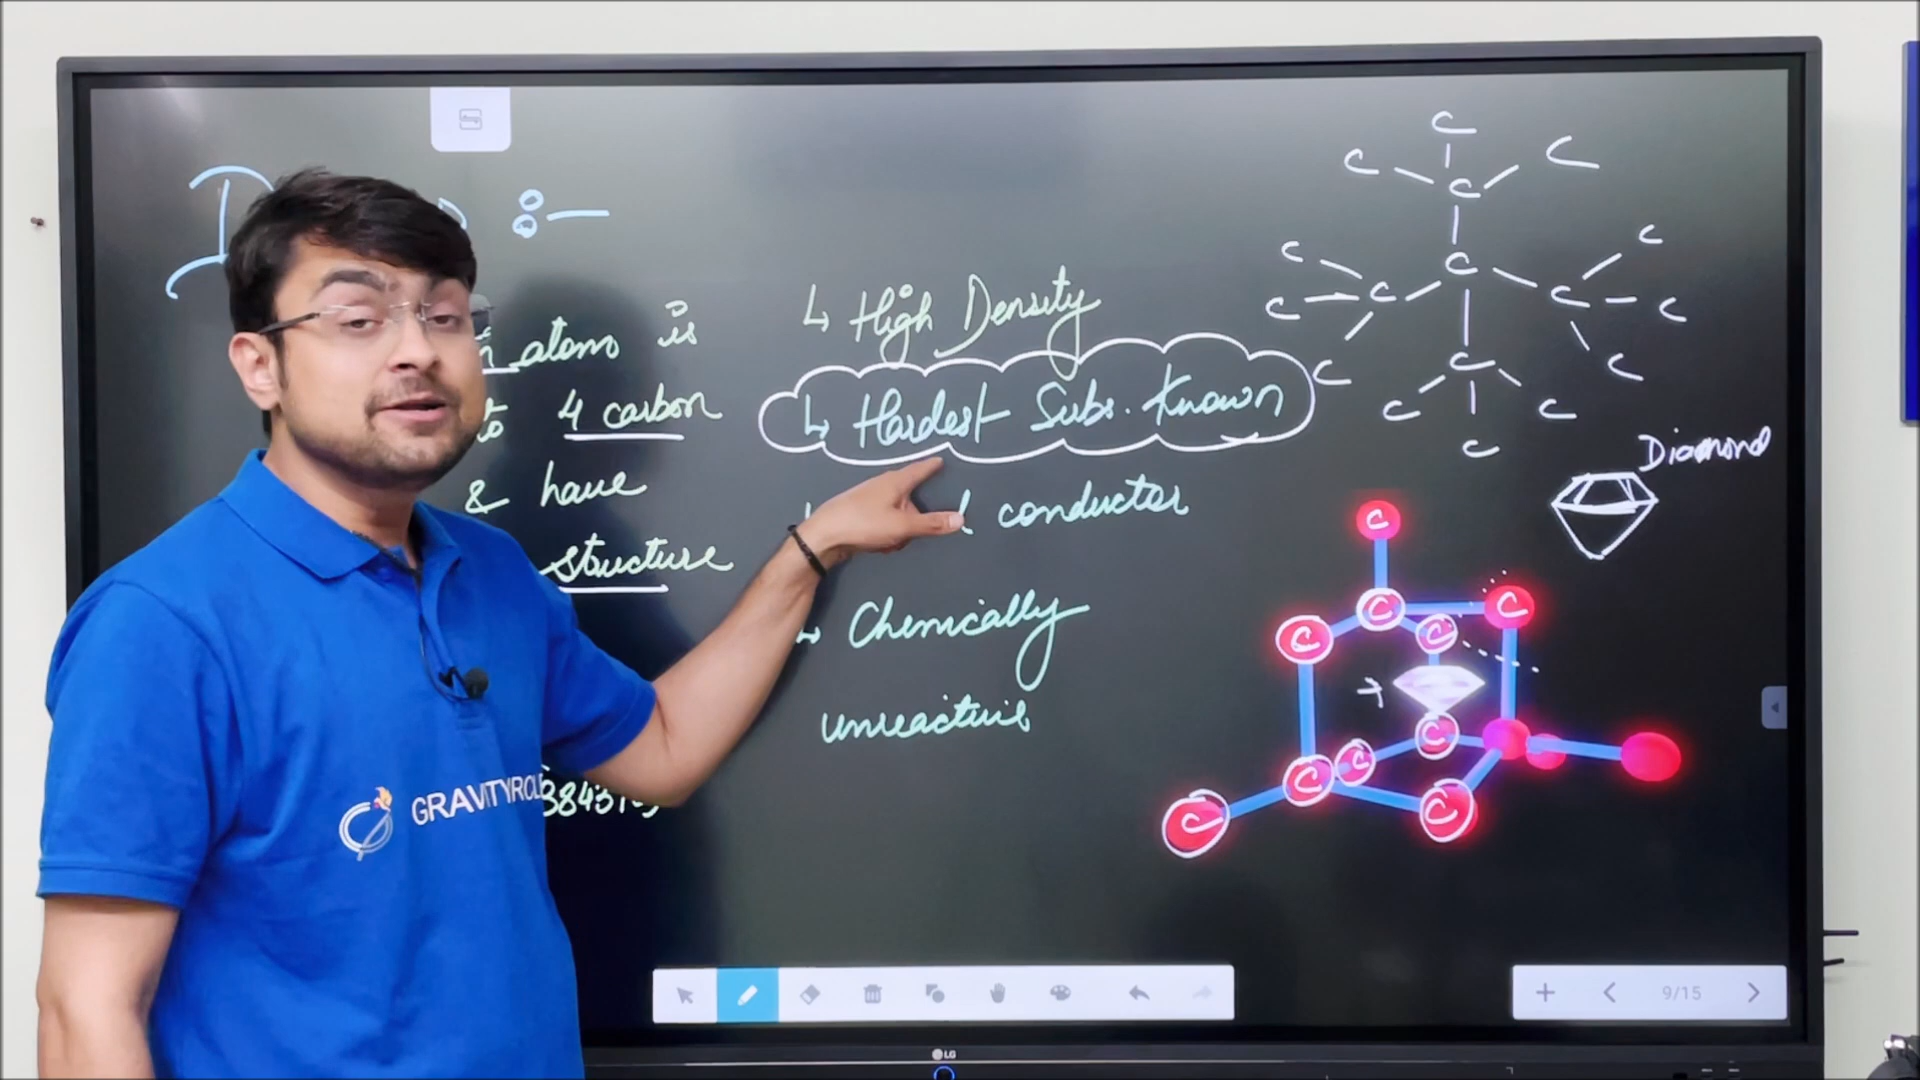 atom is
to 4 carbon
& have
structure
↳ High Density
↳ Hardest Subs. Known
conductor
↳ Chemically
unreactive
C
C C
C
C C
C C C
C C
C C
C
C C
C
Diamond
C
C C C
C
C
C C
C C
GRAVITY
9/15
LG